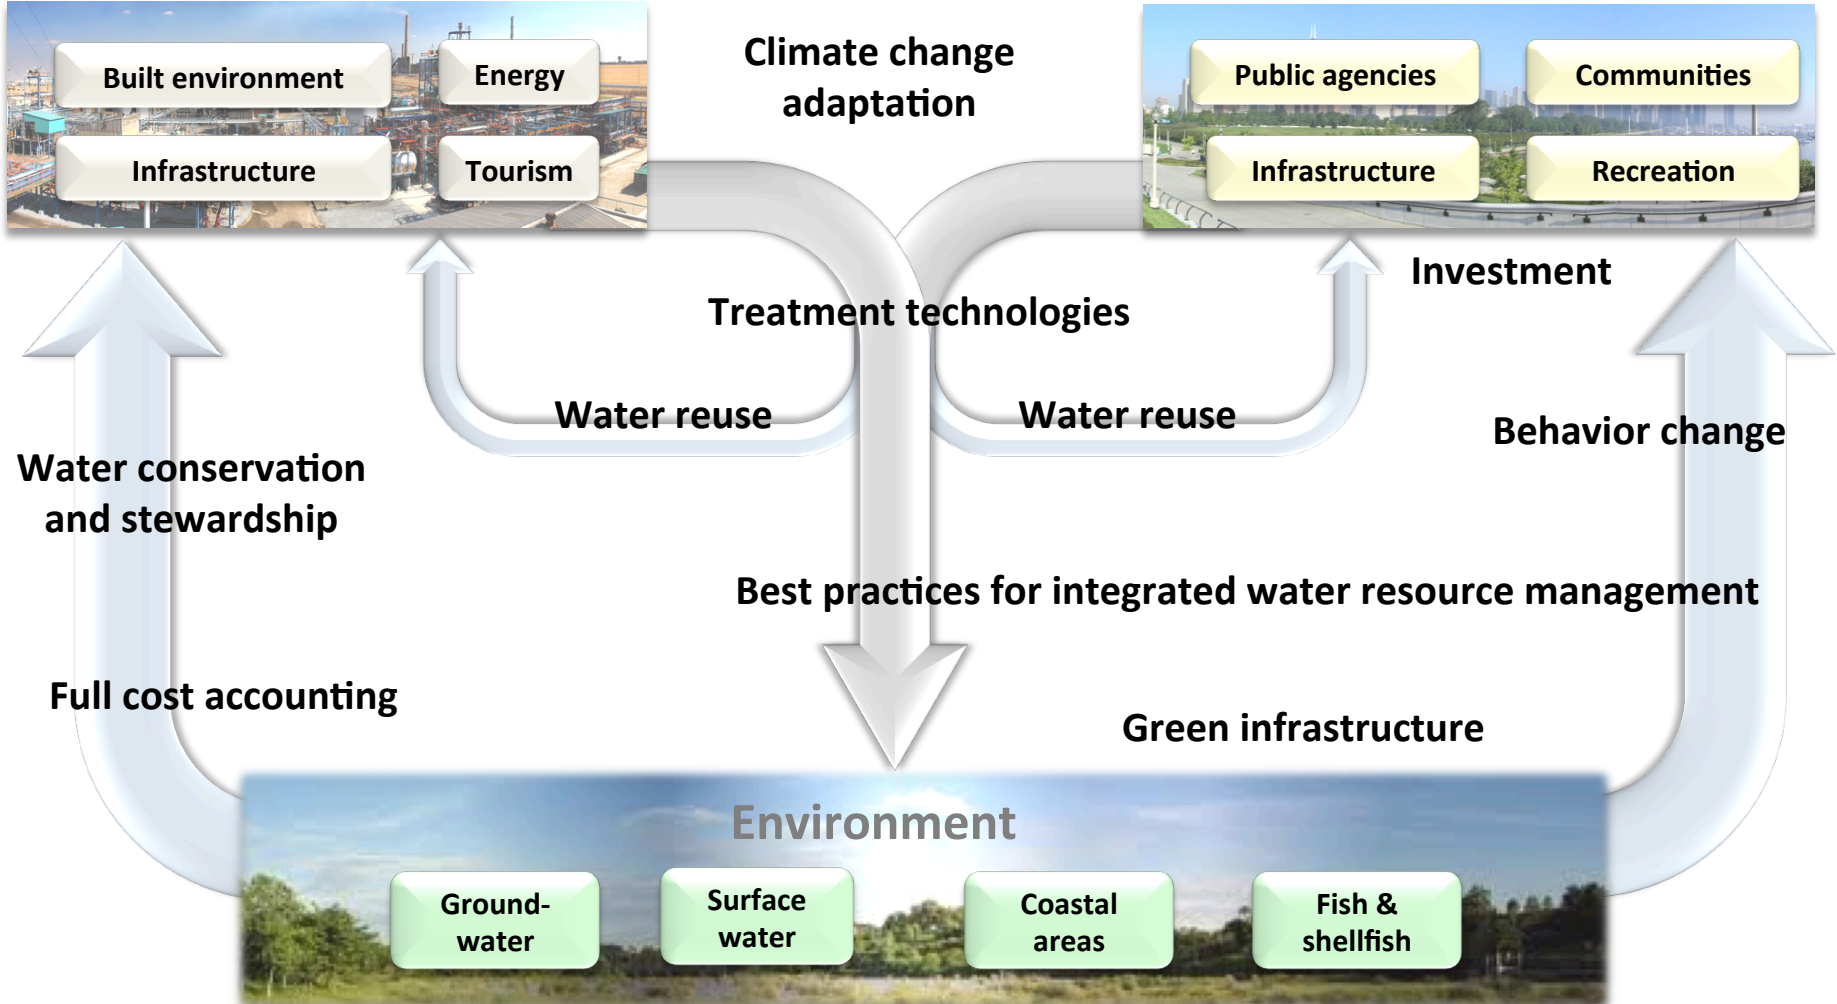 Built environment
Energy
Infrastructure
Tourism
Climate change
adaptation
Public agencies
Communities
Infrastructure
Recreation
Investment
Treatment technologies
Water reuse
Water reuse
Behavior change
Water conservation
and stewardship
Best practices for integrated water resource management
Full cost accounting
Green infrastructure
Environment
Ground-
water
Surface
water
Coastal
areas
Fish &
shellfish